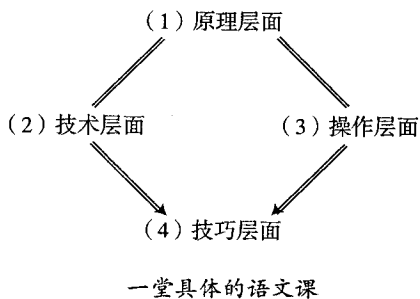 （1）原理层面
（2）技术层面
（3）操作层面
（4）技巧层面
一堂具体的语文课